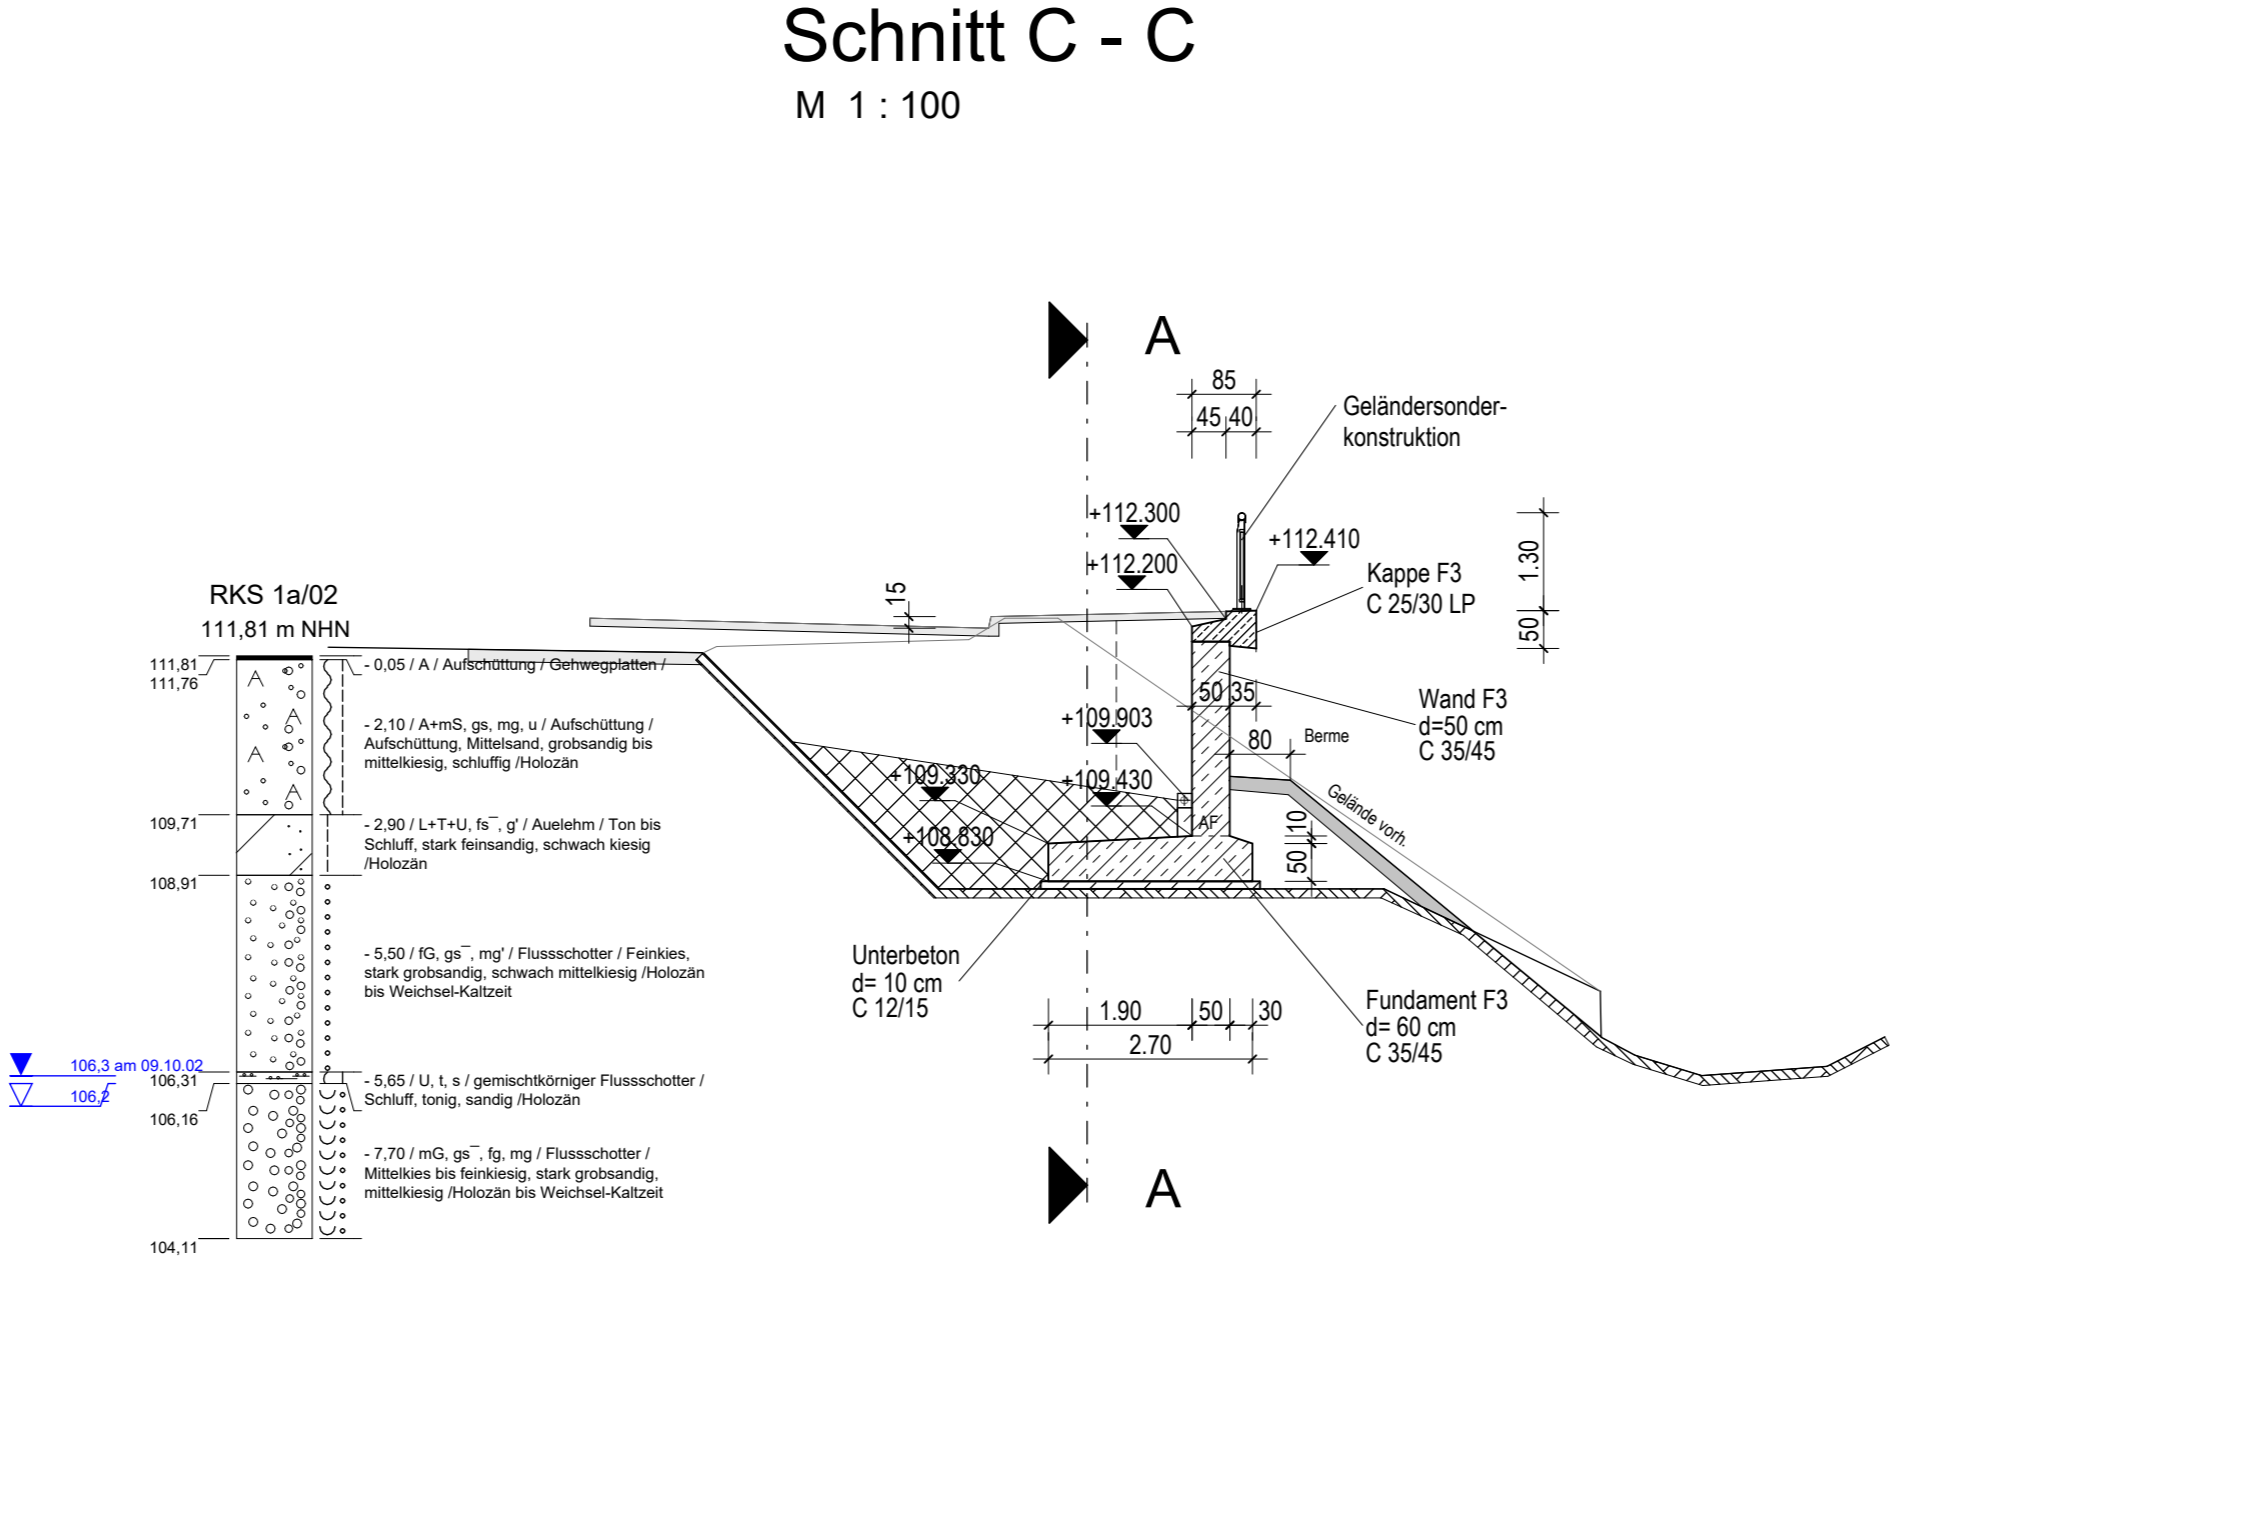 Schnitt C - C
M 1 : 100
A
85
45 40
Geländersonder-
konstruktion
+112.300
+112.410
+112.200
Kappe F3
C 25/30 LP
1.30
50
15
RKS 1a/02
111,81 m NHN
111,81
111,76
- 0,05 / A / Aufschüttung / Gehwegplatten /
- 2,10 / A+mS, gs, mg, u / Aufschüttung /
Aufschüttung, Mittelsand, grobsandig bis
mittelkiesig, schluffig /Holozän
A
A
A
A
50 35
Wand F3
d=50 cm
C 35/45
+109.903
80
Berme
+109.330
+109.430
Gelände vorh.
109,71
- 2,90 / L+T+U, fs¯, g' / Auelehm / Ton bis
Schluff, stark feinsandig, schwach kiesig
/Holozän
+108.830
AF
10
50
108,91
- 5,50 / fG, gs¯, mg' / Flussschotter / Feinkies,
stark grobsandig, schwach mittelkiesig /Holozän
bis Weichsel-Kaltzeit
Unterbeton
d= 10 cm
C 12/15
1.90
50
30
2.70
Fundament F3
d= 60 cm
C 35/45
106,3 am 09.10.02
106,31
106,2
106,16
- 5,65 / U, t, s / gemischtkörniger Flussschotter /
Schluff, tonig, sandig /Holozän
- 7,70 / mG, gs¯, fg, mg / Flussschotter /
Mittelkies bis feinkiesig, stark grobsandig,
mittelkiesig /Holozän bis Weichsel-Kaltzeit
A
104,11